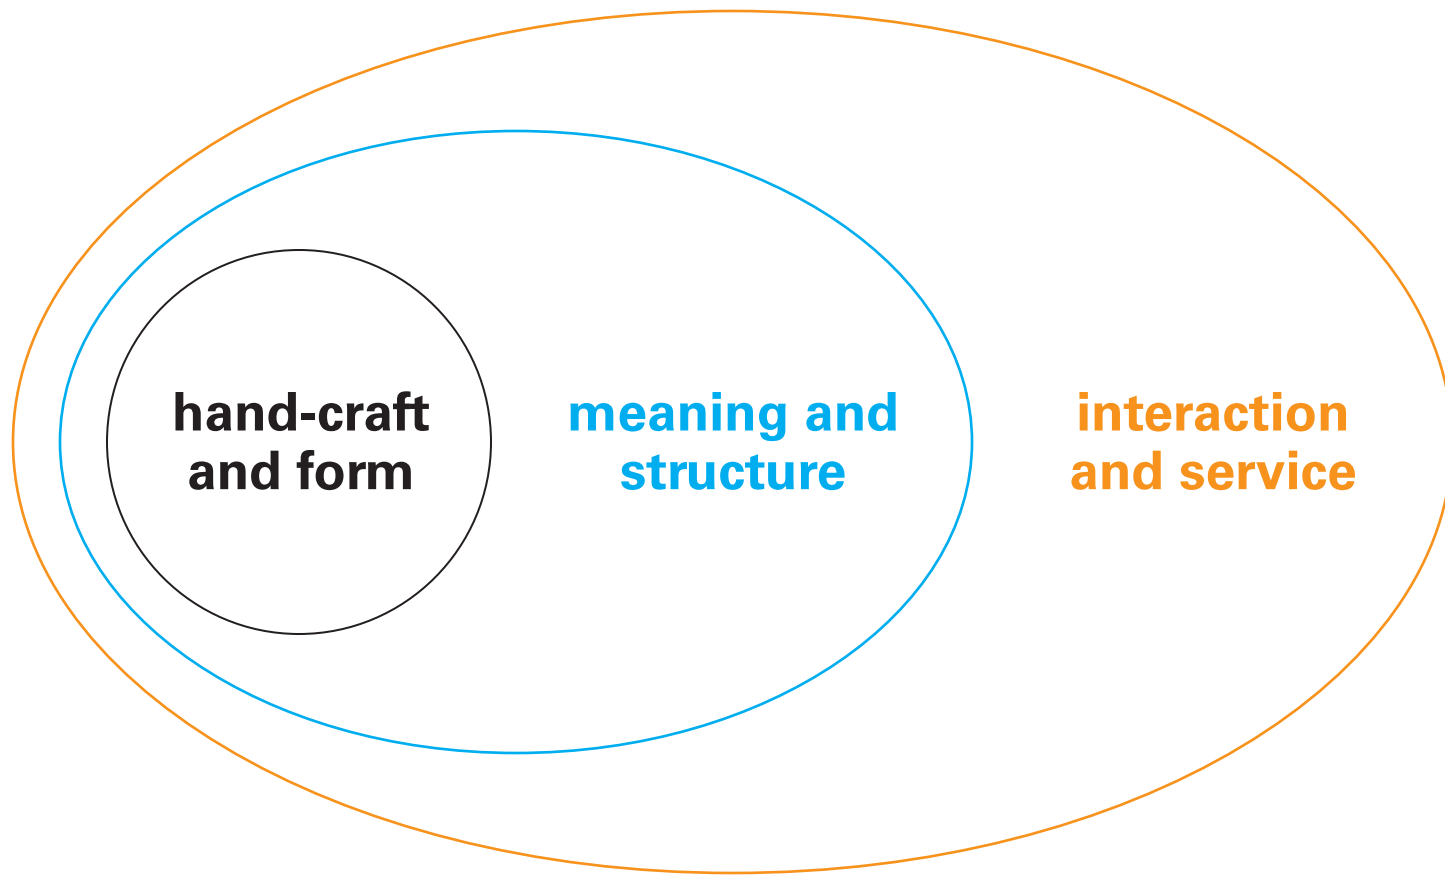 hand-craft
and form
meaning and
structure
interaction
and service